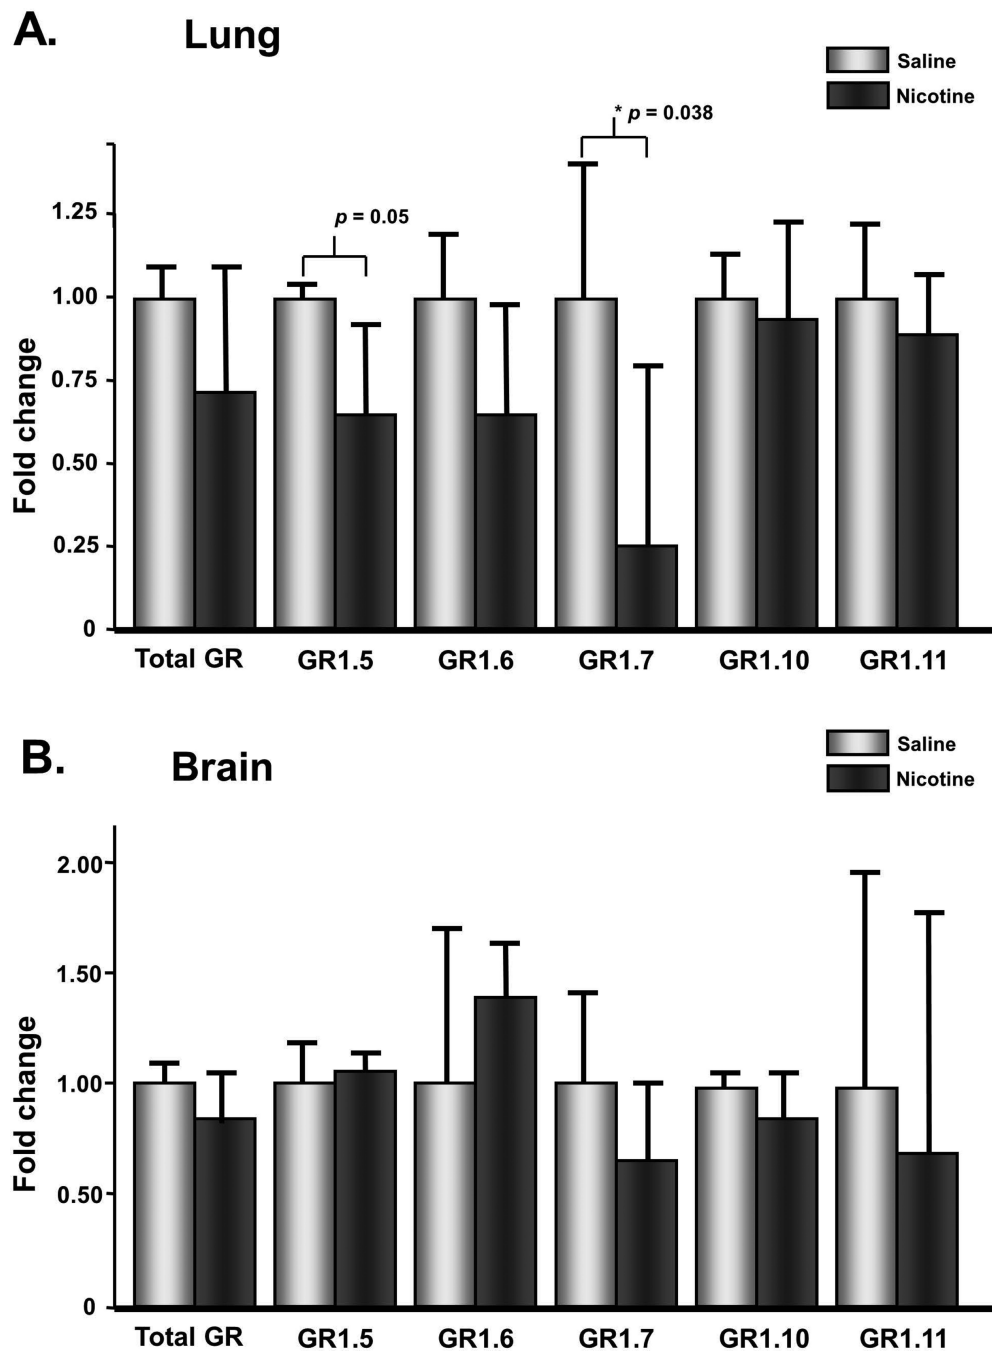 A. Lung
Saline
Nicotine
* p = 0.038
p = 0.05
1.25
1.00
0.75
0.50
0.25
0
Fold change
Total GR GR1.5 GR1.6 GR1.7 GR1.10 GR1.11
B. Brain
Saline
Nicotine
2.00
1.50
1.00
0.50
0
Fold change
Total GR GR1.5 GR1.6 GR1.7 GR1.10 GR1.11